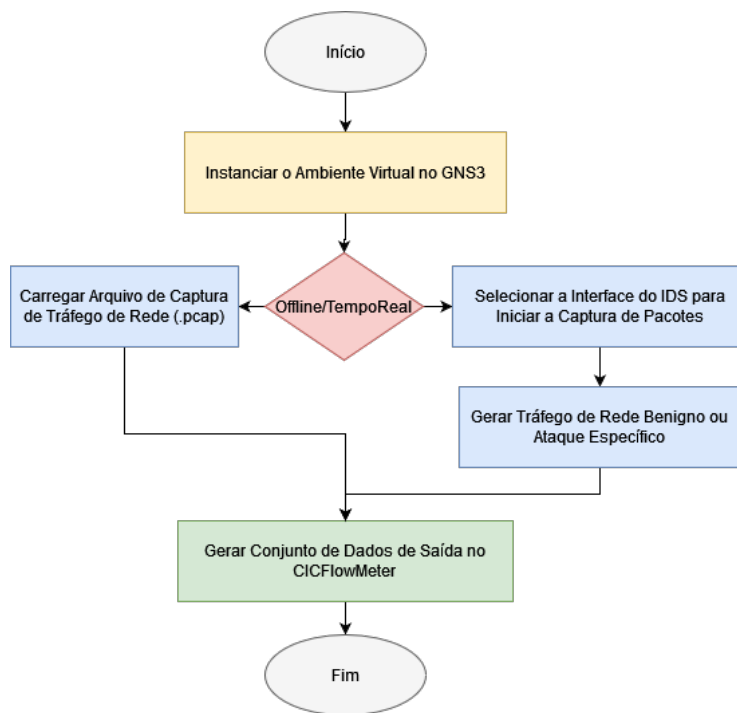 Início
Instanciar o Ambiente Virtual no GNS3
Offline/TempoReal
Carregar Arquivo de Captura
de Tráfego de Rede (.pcap)
Selecionar a Interface do IDS para
Iniciar a Captura de Pacotes
Gerar Tráfego de Rede Benigno ou
Ataque Específico
Gerar Conjunto de Dados de Saída no
CICFlowMeter
Fim